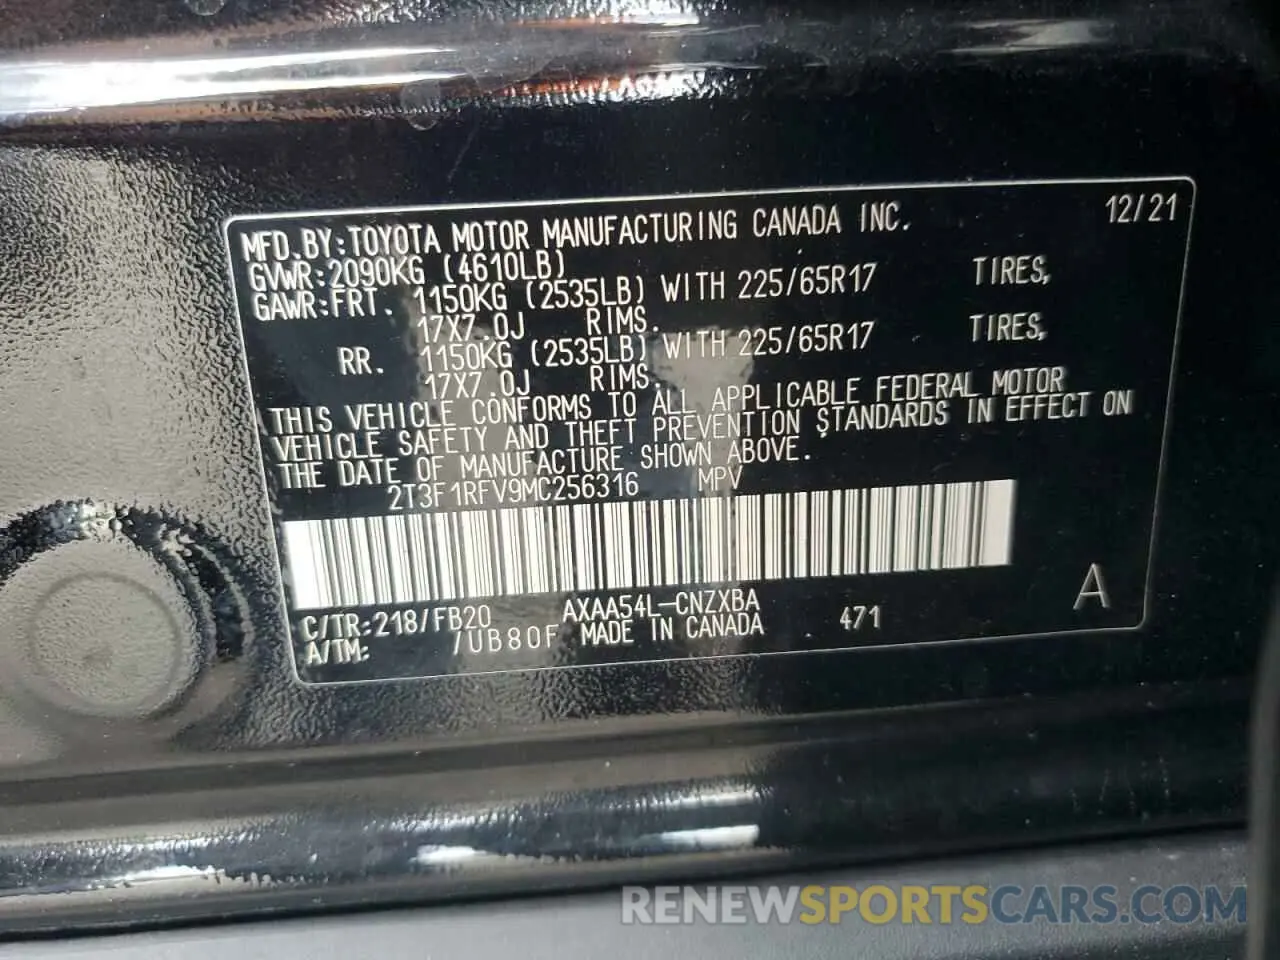 MFD.BY:TOYOTA MOTOR MANUFACTURING CANADA INC. 12/21
GVWR:2090KG (4610LB)
GAWR:FRT. 1150KG (2535LB) WITH 225/65R17 TIRES,
17X7.0J RIMS.
RR. 1150KG (2535LB) WITH 225/65R17 TIRES,
17X7.0J RIMS.
THIS VEHICLE CONFORMS TO ALL APPLICABLE FEDERAL MOTOR
VEHICLE SAFETY AND THEFT PREVENTION STANDARDS IN EFFECT ON
THE DATE OF MANUFACTURE SHOWN ABOVE.
2T3F1RFV9MC256316 MPV
C/TR:218/FB20 AXAA54L-CNZXBA
A/TM: /UB80F MADE IN CANADA . 471
A
RENEWSPORTSCARS.COM